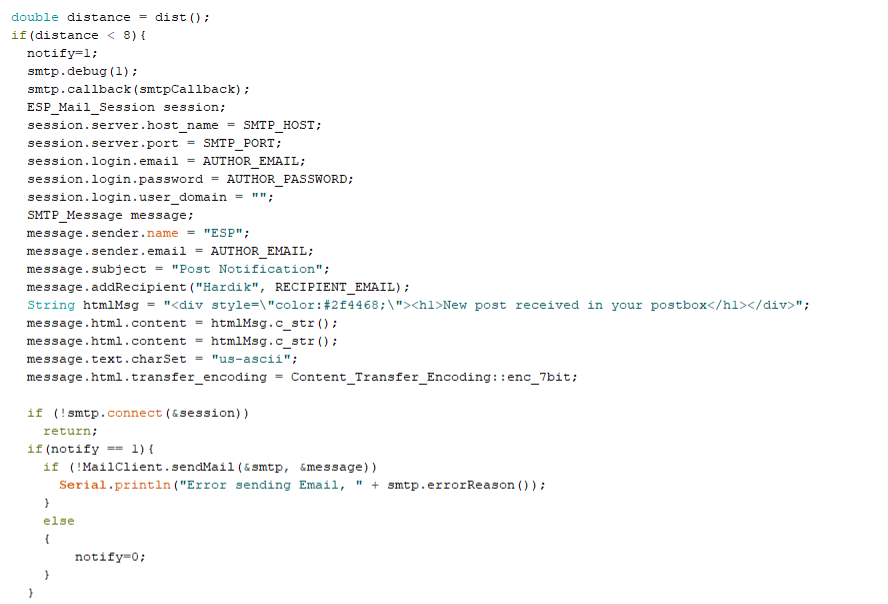 double distance = dist();
if(distance < 8){
  notify=1;
  smtp.debug(1);
  smtp.callback(smtpCallback);
  ESP_Mail_Session session;
  session.server.host_name = SMTP_HOST;
  session.server.port = SMTP_PORT;
  session.login.email = AUTHOR_EMAIL;
  session.login.password = AUTHOR_PASSWORD;
  session.login.user_domain = "";
  SMTP_Message message;
  message.sender.name = "ESP";
  message.sender.email = AUTHOR_EMAIL;
  message.subject = "Post Notification";
  message.addRecipient("Hardik", RECIPIENT_EMAIL);
  String htmlMsg = "<div style=\"color:#2f4468;\"><h1>New post received in your postbox</h1></div>";
  message.html.content = htmlMsg.c_str();
  message.html.content = htmlMsg.c_str();
  message.text.charSet = "us-ascii";
  message.html.transfer_encoding = Content_Transfer_Encoding::enc_7bit;

  if (!smtp.connect(&session))
    return;
  if(notify == 1){
    if (!MailClient.sendMail(&smtp, &message))
      Serial.println("Error sending Email, " + smtp.errorReason());
    }
    else
    {
        notify=0;
    }
  }